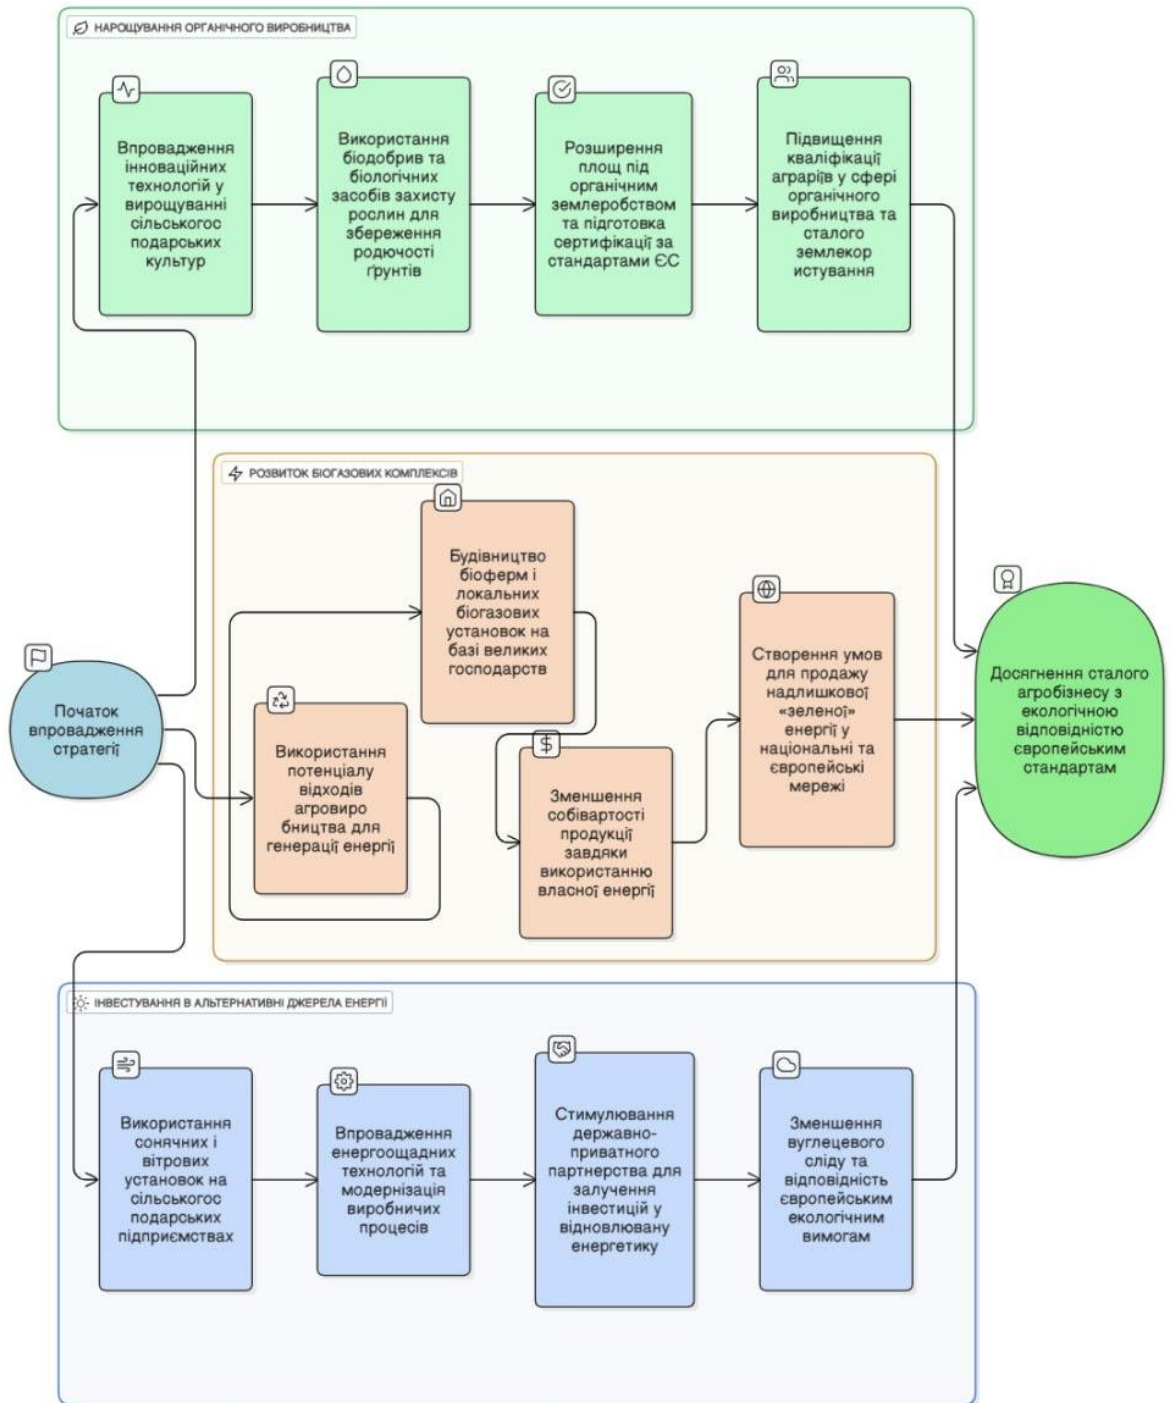 НАРОЩУВАННЯ ОРГАНІЧНОГО ВИРОБНИЦТВА
Впровадження
інноваційних
технологій у
вирощуванні
сільськогос
подарських
культур
Використання
біодобрив та
біологічних
засобів захисту
рослин для
збереження
родючості
ґрунтів
Розширення
площ під
органічним
землеробством
та підготовка
сертифікації за
стандартами ЄС
Підвищення
кваліфікації
аграріїв у сфері
органічного
виробництва та
сталого
землекор
истування
РОЗВИТОК БІОГАЗОВИХ КОМПЛЕКСІВ
Початок
впровадження
стратегії
Використання
потенціалу
відходів
агровиро
бництва для
генерації енергії
Будівництво
біоферм і
локальних
біогазових
установок на
базі великих
господарств
$
Зменшення
собівартості
продукції
завдяки
використанню
власної енергії
Створення умов
для продажу
надлишкової
«зеленої»
енергії у
національні та
європейські
мережі
Досягнення сталого
агробізнесу з
екологічною
відповідністю
європейським
стандартам
ІНВЕСТУВАННЯ В АЛЬТЕРНАТИВНІ ДЖЕРЕЛА ЕНЕРГІЇ
Використання
сонячних і
вітрових
установок на
сільськогос
подарських
підприємствах
Впровадження
енергоощадних
технологій та
модернізація
виробничих
процесів
Стимулювання
державно-
приватного
партнерства для
залучення
інвестицій у
відновлювану
енергетику
Зменшення
вуглецевого
сліду та
відповідність
європейським
екологічним
вимогам